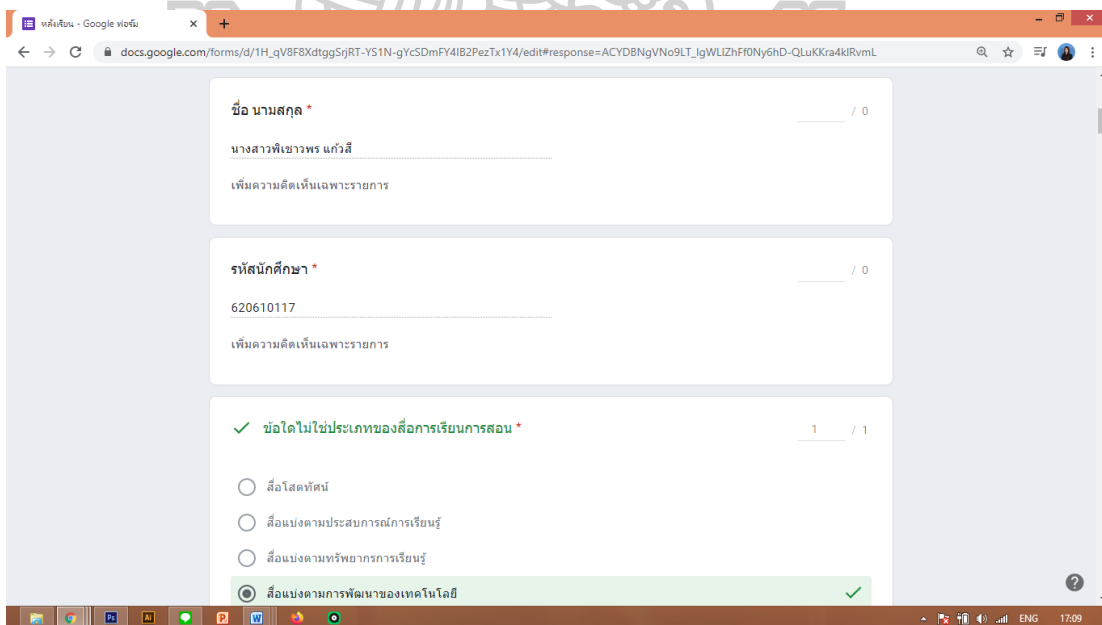 หลังเรียน - Google ฟอร์ม
docs.google.com/forms/d/1H_qV8F8XdtggSrjRT-YS1N-gYcSDmFY4IB2PezTx1Y4/edit#response=ACYDBNgVNo9LT_IgWLIZhFf0Ny6hD-QLuKKra4kIRvmL
ชื่อ นามสกุล * / 0
นางสาวพิเชาวพร แก้วสี
เพิ่มความคิดเห็นเฉพาะรายการ
รหัสนักศึกษา * / 0
620610117
เพิ่มความคิดเห็นเฉพาะรายการ
ข้อใดไม่ใช่ประเภทของสื่อการเรียนการสอน * 1 / 1
สื่อโสตทัศน์
สื่อแบ่งตามประสบการณ์การเรียนรู้
สื่อแบ่งตามทรัพยากรการเรียนรู้
สื่อแบ่งตามการพัฒนาของเทคโนโลยี
Ps Ai P W ENG 17:09